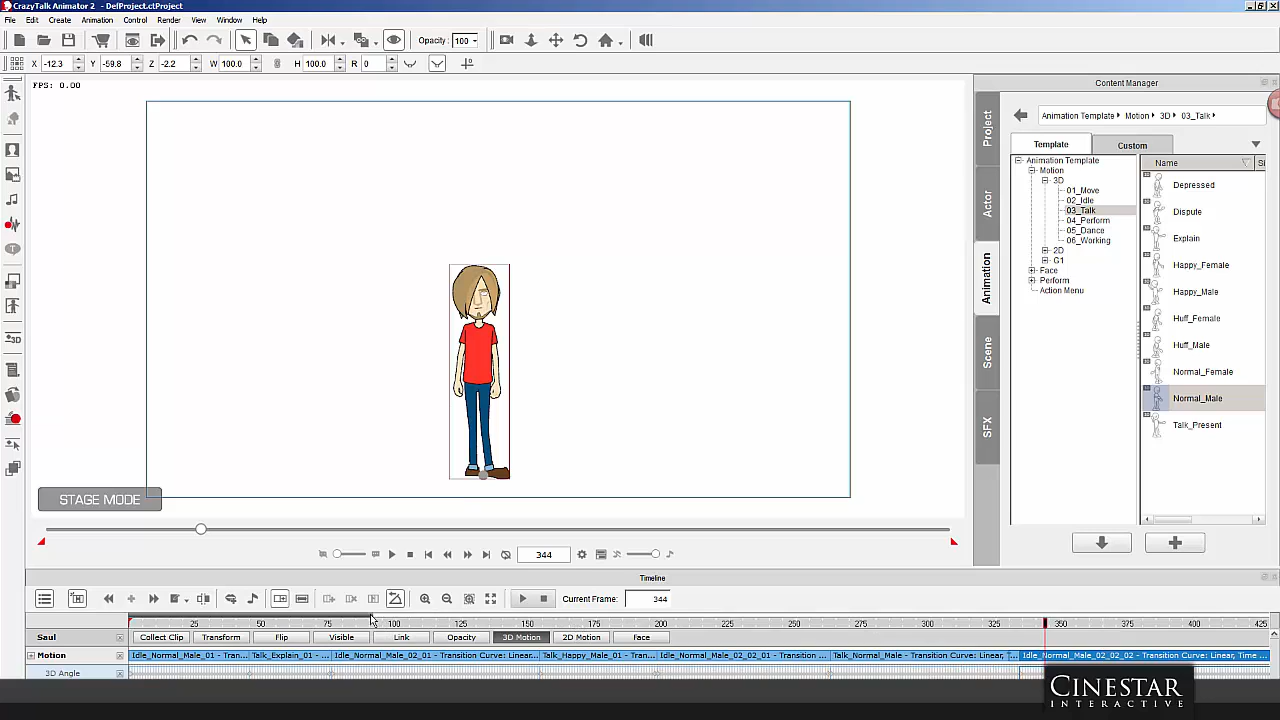 CrazyTalk Animator 2 - DefProject.ctProject
File Edit Create Animation Control Render View Window Help
Opacity: 100
X -12.3 Y -59.8 Z -2.2 W 100.0 H 100.0 R 0
FPS: 0.00
STAGE MODE
344
Content Manager
Project
Actor
Animation
Scene
SFX
Animation Template Motion 3D 03_Talk
Template Custom
Animation Template
Motion
3D
01_Move
02_Idle
03_Talk
04_Perform
05_Dance
06_Working
2D
G1
Face
Perform
Action Menu
Name
Depressed
Dispute
Explain
Happy_Female
Happy_Male
Huff_Female
Huff_Male
Normal_Female
Normal_Male
Talk_Present
Timeline
Current Frame: 344
25 50 75 100 125 150 175 200 225 250 275 300 325 350 375 400 425
Saul Collect Clip Transform Flip Visible Link Opacity 3D Motion 2D Motion Face
Motion Idle_Normal_Male_01 - Tran... Talk_Explain_01 - ... Idle_Normal_Male_02_01 - Transition Curve: Linear... Talk_Happy_Male_01 - Trans... Idle_Normal_Male_02_02 - Transition Curve: Linear... Talk_Normal_Male - Transition Curve: Linear, T... Idle_Normal_Male_02_02_02 - Transition Curve: Linear, Time ...
3D Angle
CINESTAR
INTERACTIVE